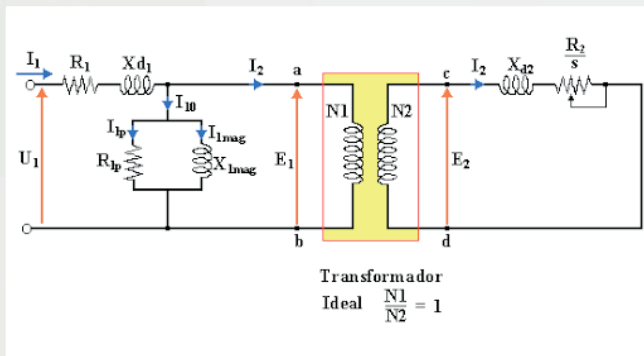 I1 R1 Xd1 I2 a c I2 Xd2 R2/s
I10 N1 N2
I1p I1mag
U1 R1p X1mag E1 E2
b d
Transformador
Ideal N1/N2 = 1